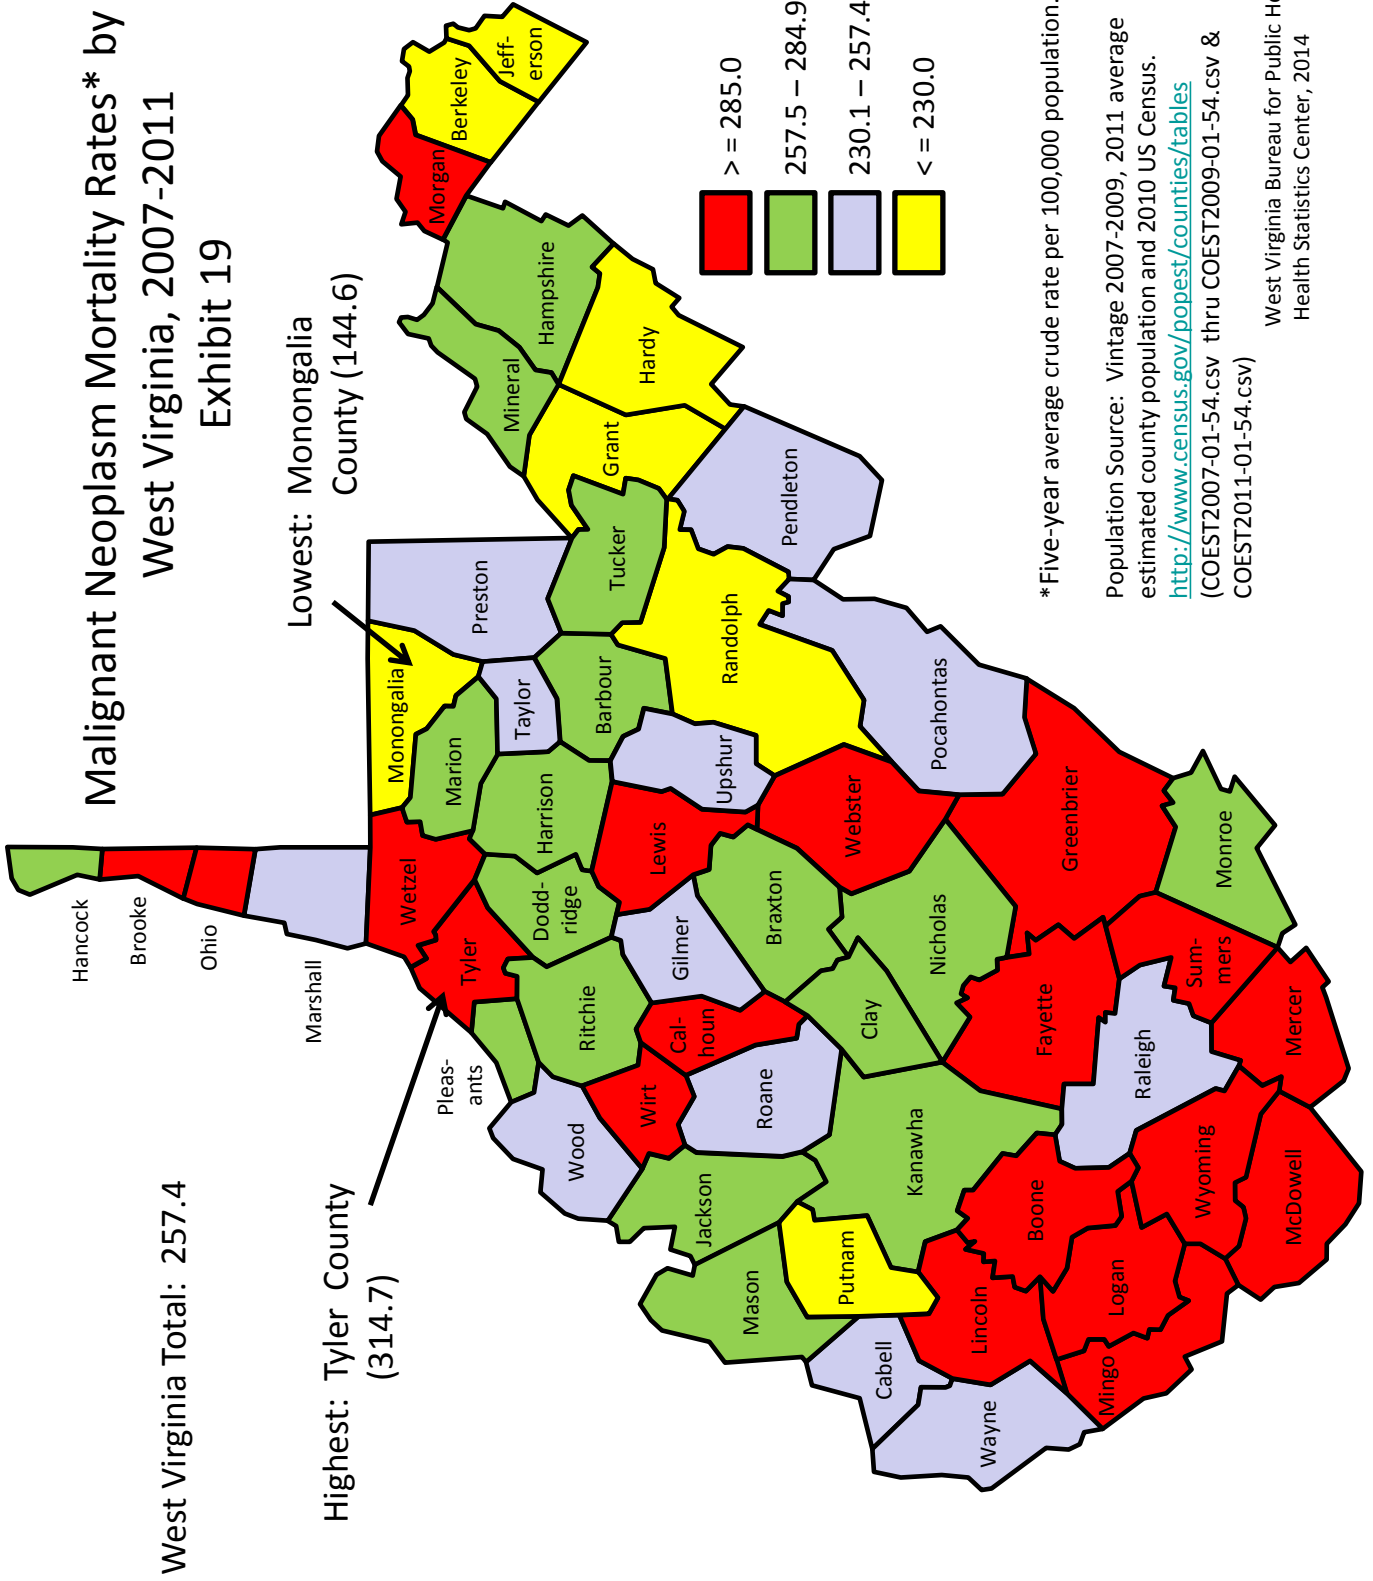 Malignant Neoplasm Mortality Rates* by
West Virginia, 2007-2011
Exhibit 19
West Virginia Total:  257.4
Highest:  Tyler County
(314.7)
Lowest:  Monongalia
County (144.6)
Hancock
Brooke
Ohio
Marshall
Wetzel
Monongalia
Marion
Preston
Taylor
Tyler
Pleas-
ants
Dodd-
ridge
Harrison
Barbour
Tucker
Grant
Mineral
Hampshire
Hardy
Morgan
Berkeley
Jeff-
erson
Wood
Ritchie
Wirt
Cal-
houn
Gilmer
Lewis
Upshur
Randolph
Pendleton
Jackson
Roane
Mason
Braxton
Webster
Pocahontas
Clay
Nicholas
Putnam
Kanawha
Cabell
Wayne
Lincoln
Boone
Fayette
Greenbrier
Logan
Mingo
Raleigh
Sum-
mers
Monroe
Wyoming
McDowell
Mercer
> = 285.0
257.5 – 284.9
230.1 – 257.4
< = 230.0
*Five-year average crude rate per 100,000 population.
Population Source:  Vintage 2007-2009, 2011 average
estimated county population and 2010 US Census.
http://www.census.gov/popest/counties/tables
(COEST2007-01-54.csv  thru COEST2009-01-54.csv &
COEST2011-01-54.csv)
West Virginia Bureau for Public He
Health Statistics Center, 2014